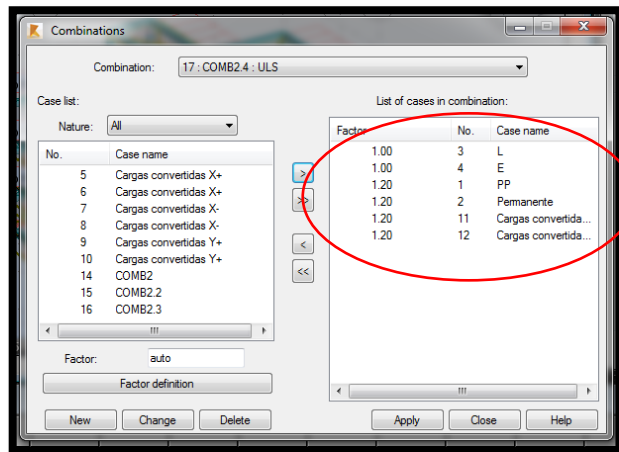 Combinations
Combination: 17 : COMB2.4 : ULS
Case list:
Nature: All
No. Case name
5 Cargas convertidas X+
6 Cargas convertidas X+
7 Cargas convertidas X-
8 Cargas convertidas X-
9 Cargas convertidas Y+
10 Cargas convertidas Y+
14 COMB2
15 COMB2.2
16 COMB2.3
Factor: auto
Factor definition
New Change Delete
>
>>
<
<<
List of cases in combination:
Factor No. Case name
1.00 3 L
1.00 4 E
1.20 1 PP
1.20 2 Permanente
1.20 11 Cargas convertida...
1.20 12 Cargas convertida...
Apply Close Help